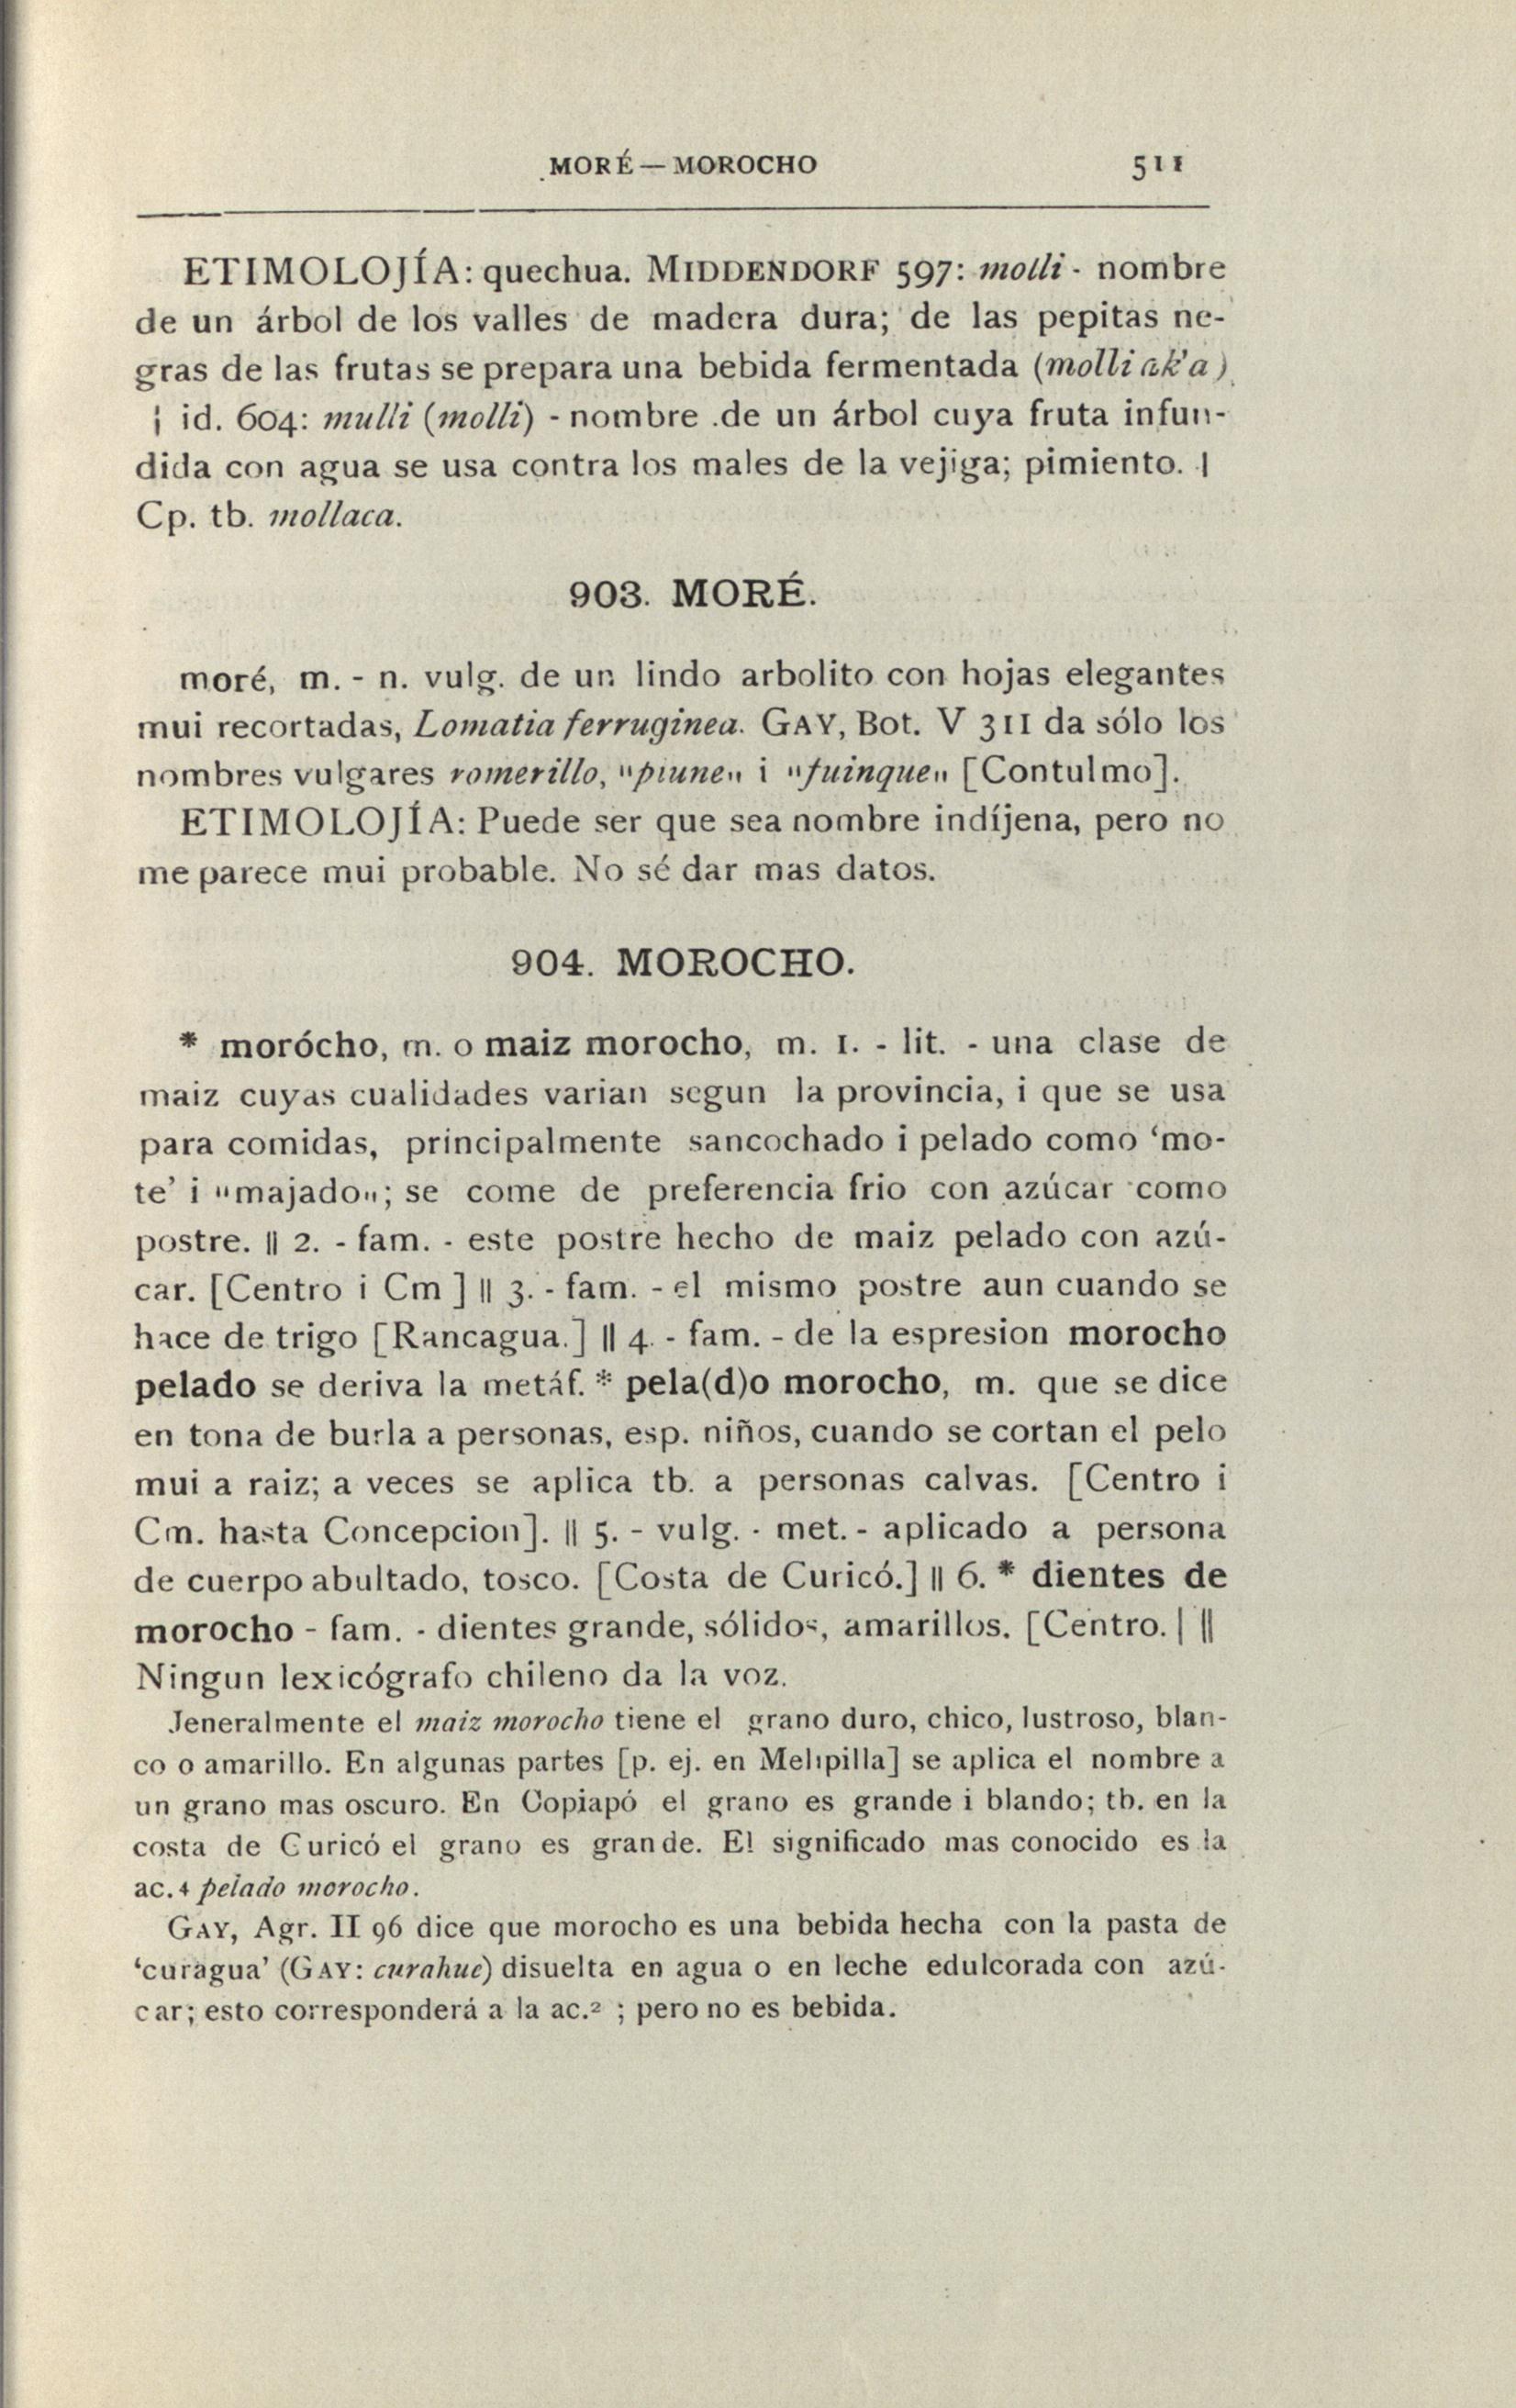 MORÉ — MOROCHO 511
ETIMOLOJÍA: quechua. MIDDENDORF 597: molli - nombre
de un árbol de los valles de madera dura; de las pepitas ne-
gras de las frutas se prepara una bebida fermentada (molli ak'a)
| id. 604: mulli (molli) - nombre de un árbol cuya fruta infun-
dida con agua se usa contra los males de la vejiga; pimiento. |
Cp. tb. mollaca.
903. MORÉ.
moré, m. - n. vulg. de un lindo arbolito con hojas elegantes
mui recortadas, Lomatia ferruginea. GAY, Bot. V 311 da sólo los
nombres vulgares romerillo, "piune" i "fuinque" [Contulmo].
ETIMOLOJÍA: Puede ser que sea nombre indíjena, pero no
me parece mui probable. No sé dar mas datos.
904. MOROCHO.
* morócho, m. o maiz morocho, m. 1. - lit. - una clase de
maiz cuyas cualidades varian segun la provincia, i que se usa
para comidas, principalmente sancochado i pelado como ‘mo-
te’ i "majado"; se come de preferencia frio con azúcar como
postre. || 2. - fam. - este postre hecho de maiz pelado con azú-
car. [Centro i Cm ] || 3. - fam. - el mismo postre aun cuando se
hace de trigo [Rancagua.] || 4. - fam. - de la espresion morocho
pelado se deriva la metáf. * pela(d)o morocho, m. que se dice
en tona de burla a personas, esp. niños, cuando se cortan el pelo
mui a raiz; a veces se aplica tb. a personas calvas. [Centro i
Cm. hasta Concepcion]. || 5. - vulg. - met. - aplicado a persona
de cuerpo abultado, tosco. [Costa de Curicó.] || 6. * dientes de
morocho - fam. - dientes grande, sólidos, amarillos. [Centro.] ||
Ningun lexicógrafo chileno da la voz.
Jeneralmente el maiz morocho tiene el grano duro, chico, lustroso, blan-
co o amarillo. En algunas partes [p. ej. en Melipilla] se aplica el nombre a
un grano mas oscuro. En Copiapó el grano es grande i blando; tb. en la
costa de Curicó el grano es grande. El significado mas conocido es la
ac. 4 pelado morocho.
GAY, Agr. II 96 dice que morocho es una bebida hecha con la pasta de
‘curagua’ (GAY: curahue) disuelta en agua o en leche edulcorada con azú-
car; esto corresponderá a la ac.² ; pero no es bebida.